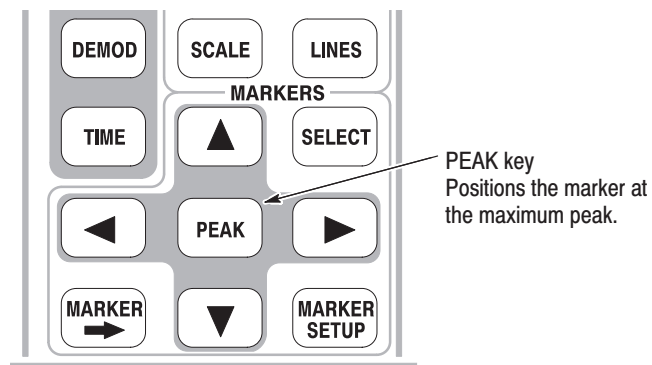 DEMOD
SCALE
LINES
MARKERS
TIME
SELECT
PEAK key
Positions the marker at
the maximum peak.
PEAK
MARKER
MARKER
SETUP